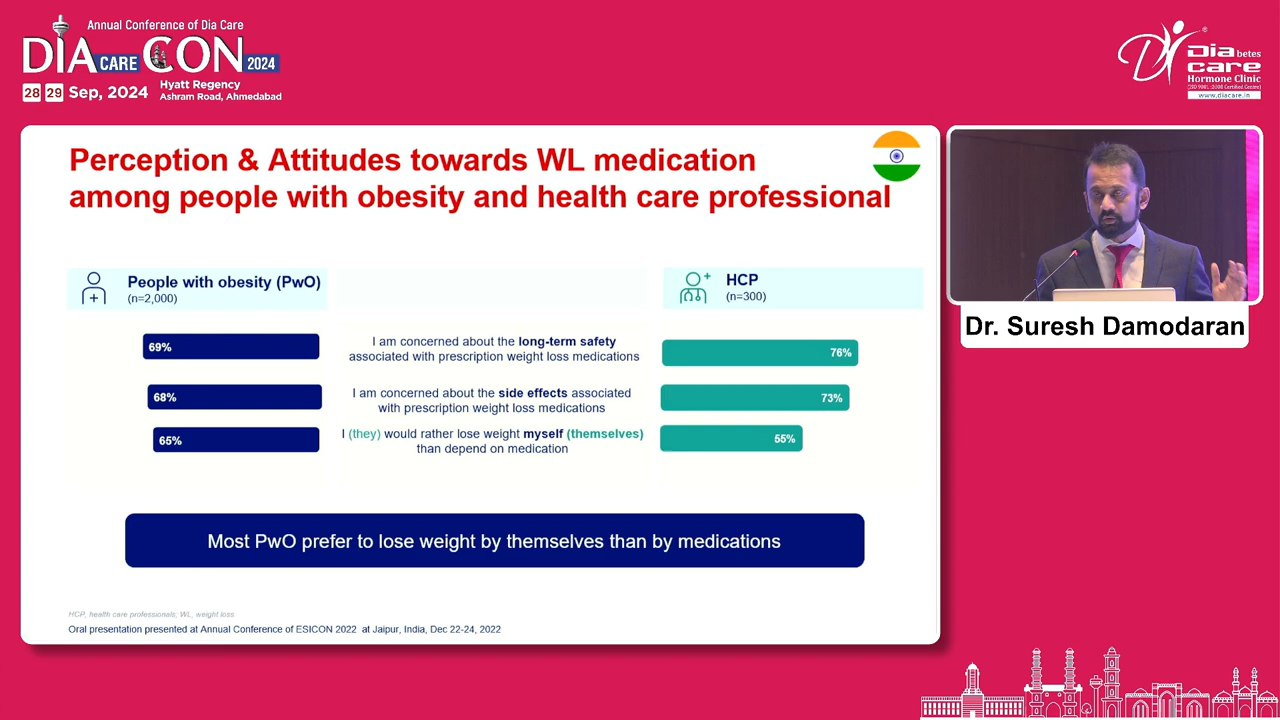 Annual Conference of Dia Care
DIA CARE CON 2024
28 29 Sep, 2024
Hyatt Regency
Ashram Road, Ahmedabad
Diabetes
care
Hormone Clinic
(ISO 9001 : 2008 Certified Centre)
www.diacare.in
Perception & Attitudes towards WL medication
among people with obesity and health care professional
People with obesity (PwO)
(n=2,000)
HCP
(n=300)
69%
I am concerned about the long-term safety
associated with prescription weight loss medications
76%
68%
I am concerned about the side effects associated
with prescription weight loss medications
73%
65%
I (they) would rather lose weight myself (themselves)
than depend on medication
55%
Most PwO prefer to lose weight by themselves than by medications
HCP, health care professionals; WL, weight loss
Oral presentation presented at Annual Conference of ESICON 2022 at Jaipur, India, Dec 22-24, 2022
Dr. Suresh Damodaran